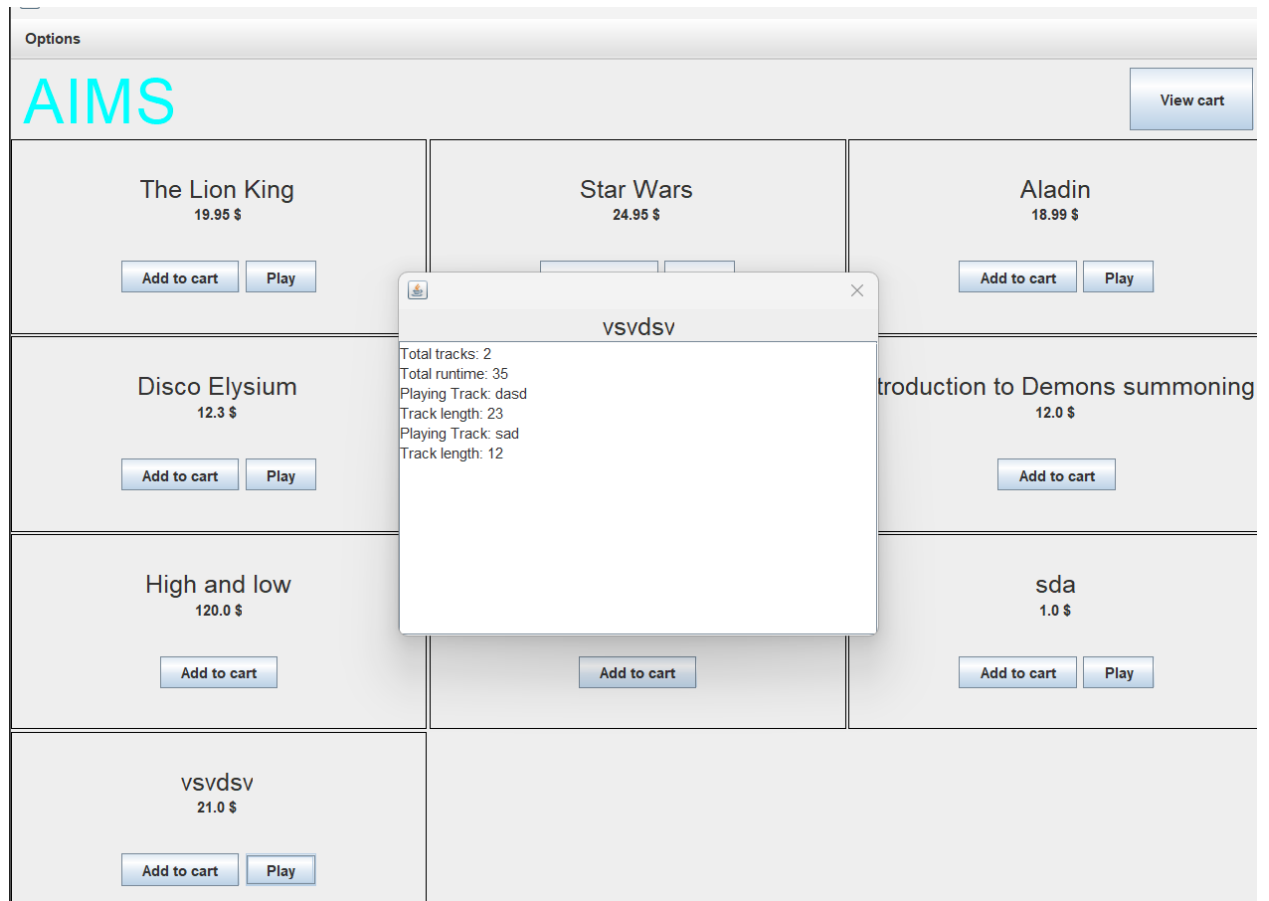 Options
AIMS
View cart
The Lion King
19.95 $
Add to cart Play
Star Wars
24.95 $
Aladin
18.99 $
Add to cart Play
vsvdsv
Total tracks: 2
Total runtime: 35
Playing Track: dasd
Track length: 23
Playing Track: sad
Track length: 12
Disco Elysium
12.3 $
Add to cart Play
troduction to Demons summoning
12.0 $
Add to cart
High and low
120.0 $
Add to cart
Add to cart
sda
1.0 $
Add to cart Play
vsvdsv
21.0 $
Add to cart Play